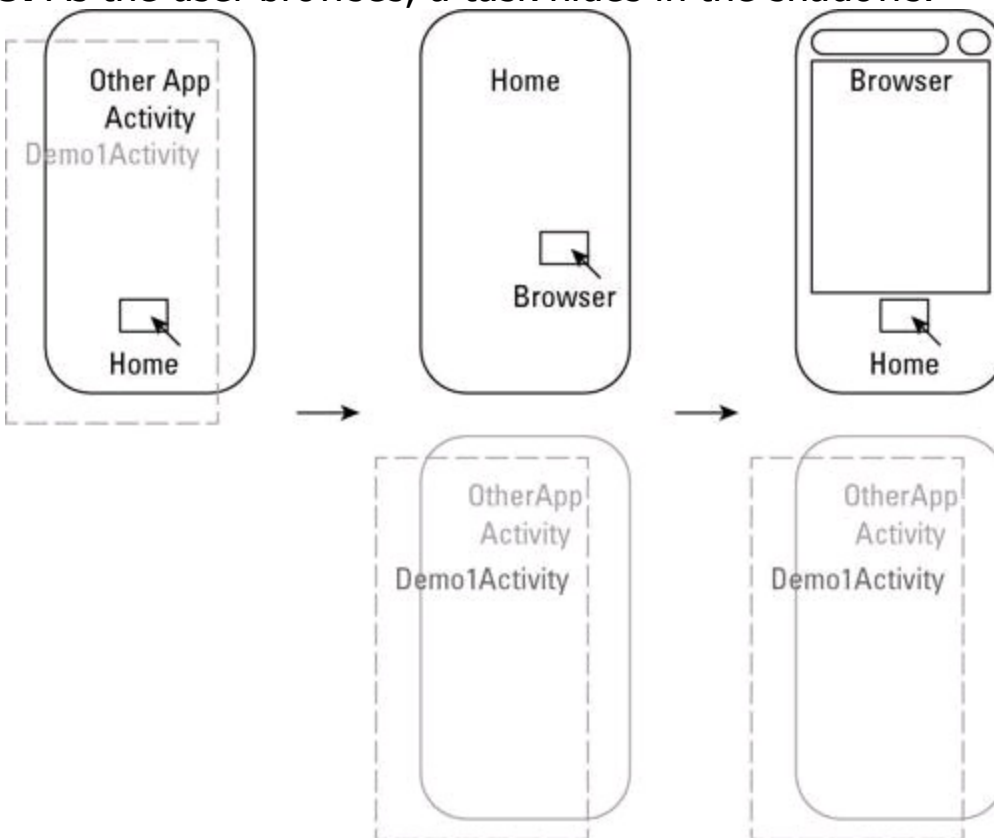 As the user browses, a task hides in the shadows.
Other App
Activity
Demo1Activity
Home
Home
Browser
Browser
Home
OtherApp
Activity
Demo1Activity
OtherApp
Activity
Demo1Activity